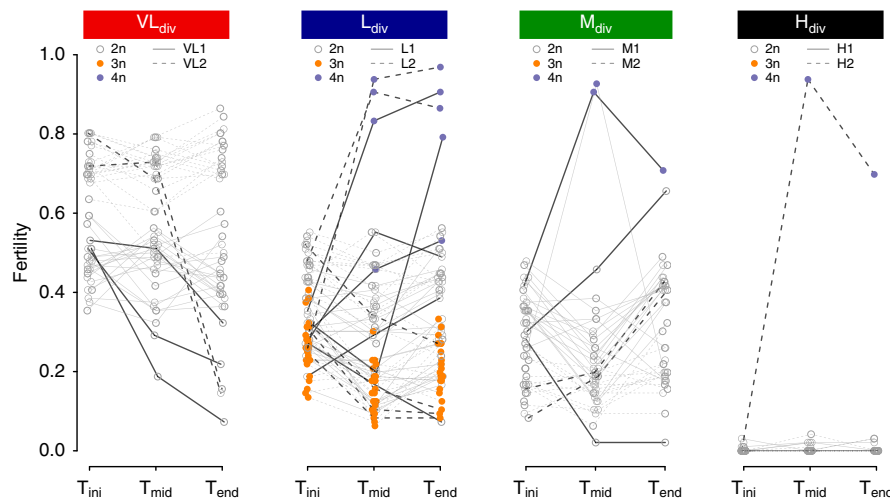 VLdiv Ldiv Mdiv Hdiv
2n VL1 2n L1 2n M1 2n H1
3n VL2 3n L2 3n M2 3n H2
4n 4n 4n 4n
1.0
0.8
0.6
0.4
0.2
0.0
Fertility
Tini Tmid Tend Tini Tmid Tend Tini Tmid Tend Tini Tmid Tend